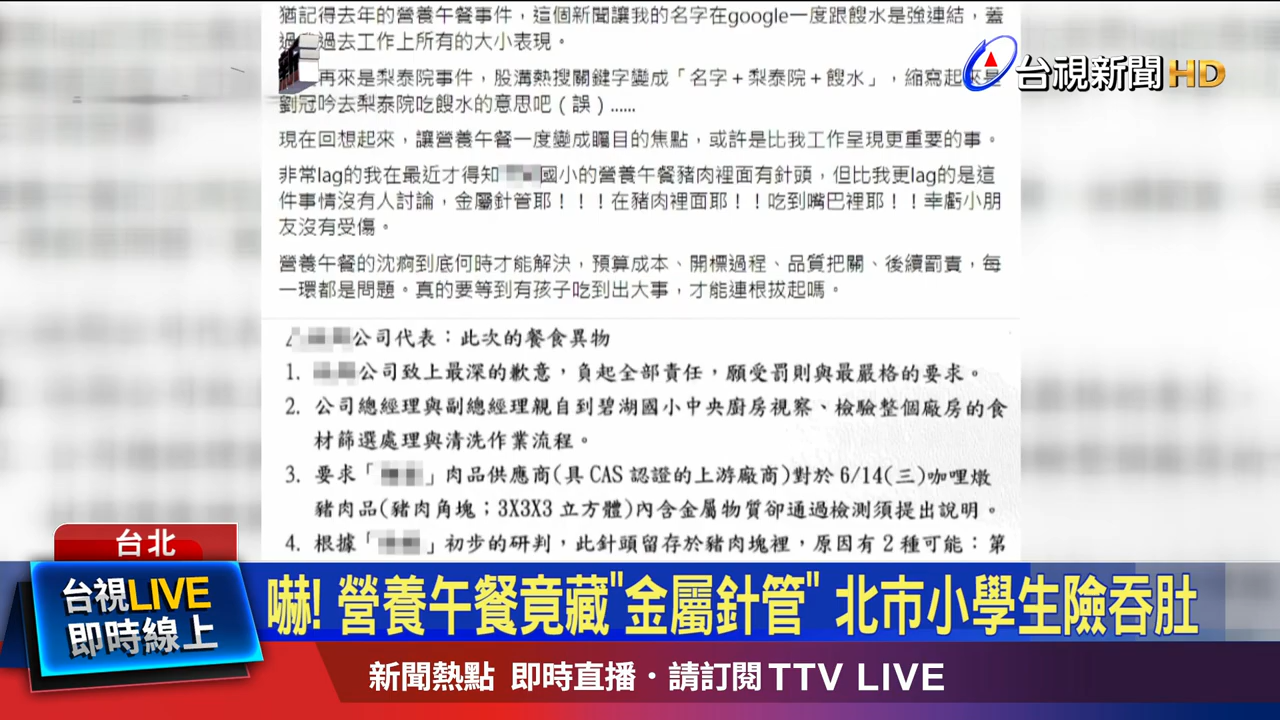 猶記得去年的營養午餐事件，這個新聞讓我的名字在google一度跟餿水是強連結，蓋
過去工作上所有的大小表現。
再來是梨泰院事件，股溝熱搜關鍵字變成「名字＋梨泰院＋餿水」，縮寫起來是
劉冠吟去梨泰院吃餿水的意思吧（誤）......
現在回想起來，讓營養午餐一度變成矚目的焦點，或許是比我工作呈現更重要的事。
非常lag的我在最近才得知 國小的營養午餐豬肉裡面有針頭，但比我更lag的是這
件事情沒有人討論，金屬針管耶！！！在豬肉裡面耶！！吃到嘴巴裡耶！！幸虧小朋
友沒有受傷。
營養午餐的沈痾到底何時才能解決，預算成本、開標過程、品質把關、後續罰責，每
一環都是問題。真的要等到有孩子吃到出大事，才能連根拔起嗎。
公司代表：此次的餐食異物
1. 公司致上最深的歉意，負起全部責任，願受罰則與最嚴格的要求。
2. 公司總經理與副總經理親自到碧湖國小中央廚房視察、檢驗整個廠房的食
材篩選處理與清洗作業流程。
3. 要求「 」肉品供應商(具 CAS 認證的上游廠商)對於 6/14(三)咖哩燉
豬肉品(豬肉角塊；3X3X3 立方體)內含金屬物質卻通過檢測須提出說明。
4. 根據「 」初步的研判，此針頭留存於豬肉塊裡，原因有 2 種可能：第
台視新聞HD
台北
台視LIVE
即時線上
嚇! 營養午餐竟藏"金屬針管" 北市小學生險吞肚
新聞熱點 即時直播・請訂閱 TTV LIVE